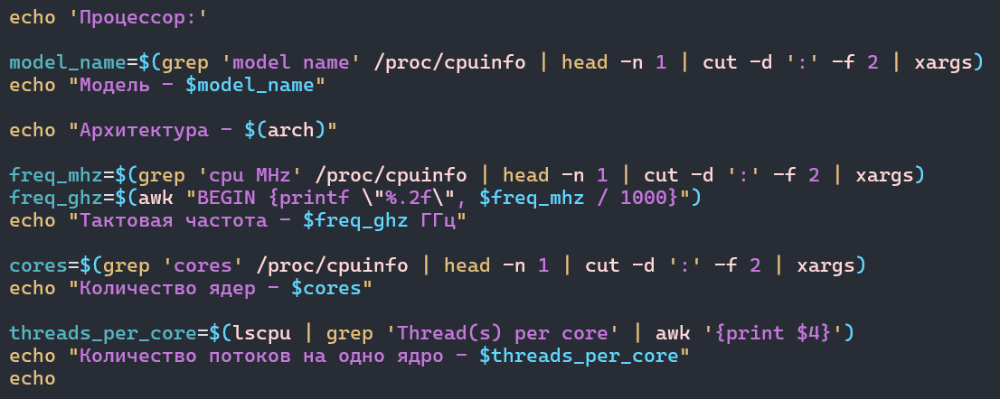 echo 'Процессор:'
model_name=$(grep 'model name' /proc/cpuinfo | head -n 1 | cut -d ':' -f 2 | xargs)
echo "Модель - $model_name"
echo "Архитектура - $(arch)"
freq_mhz=$(grep 'cpu MHz' /proc/cpuinfo | head -n 1 | cut -d ':' -f 2 | xargs)
freq_ghz=$(awk "BEGIN {printf \"%.2f\", $freq_mhz / 1000}")
echo "Тактовая частота - $freq_ghz ГГц"
cores=$(grep 'cores' /proc/cpuinfo | head -n 1 | cut -d ':' -f 2 | xargs)
echo "Количество ядер - $cores"
threads_per_core=$(lscpu | grep 'Thread(s) per core' | awk '{print $4}')
echo "Количество потоков на одно ядро - $threads_per_core"
echo